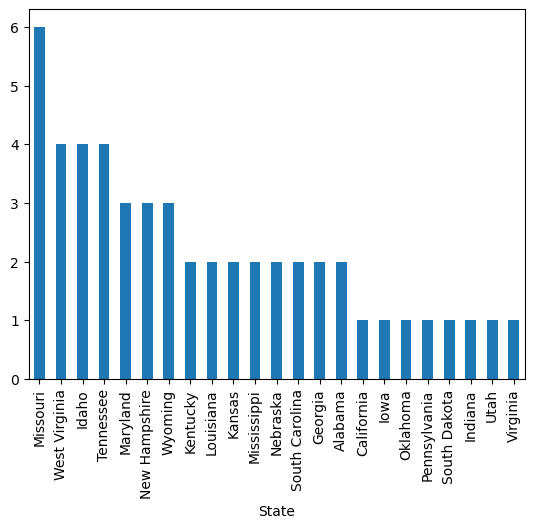 6
5
4
3
2
1
0
Missouri
West Virginia
Idaho
Tennessee
Maryland
New Hampshire
Wyoming
Kentucky
Louisiana
Kansas
Mississippi
Nebraska
South Carolina
Georgia
Alabama
California
Iowa
Oklahoma
Pennsylvania
South Dakota
Indiana
Utah
Virginia
State